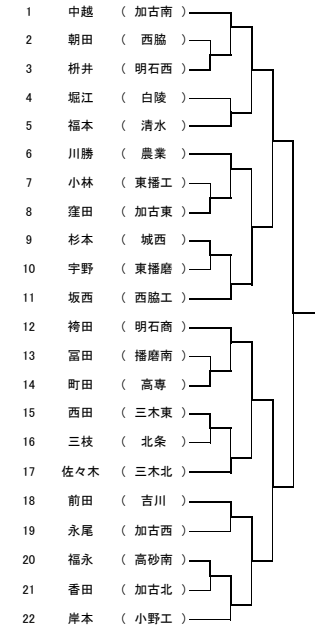 1 中越 （ 加古南 ）
2 朝田 （ 西脇 ）
3 枡井 （ 明石西 ）
4 堀江 （ 白陵 ）
5 福本 （ 清水 ）
6 川勝 （ 農業 ）
7 小林 （ 東播工 ）
8 窪田 （ 加古東 ）
9 杉本 （ 城西 ）
10 宇野 （ 東播磨 ）
11 坂西 （ 西脇工 ）
12 袴田 （ 明石商 ）
13 冨田 （ 播磨南 ）
14 町田 （ 高専 ）
15 西田 （ 三木東 ）
16 三枝 （ 北条 ）
17 佐々木 （ 三木北 ）
18 前田 （ 吉川 ）
19 永尾 （ 加古西 ）
20 福永 （ 高砂南 ）
21 香田 （ 加古北 ）
22 岸本 （ 小野工 ）